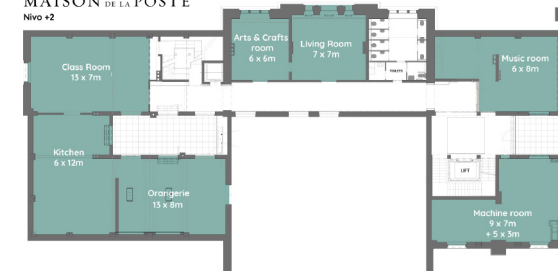 MAISON DE LA POSTE
Nivo +2
Arts & Crafts
room
6 x 6m
Living Room
7 x 7m
TOILETS
Music room
6 x 8m
Class Room
13 x 7m
Kitchen
6 x 12m
Orangerie
13 x 8m
LIFT
Machine room
9 x 7m
+ 5 x 3m